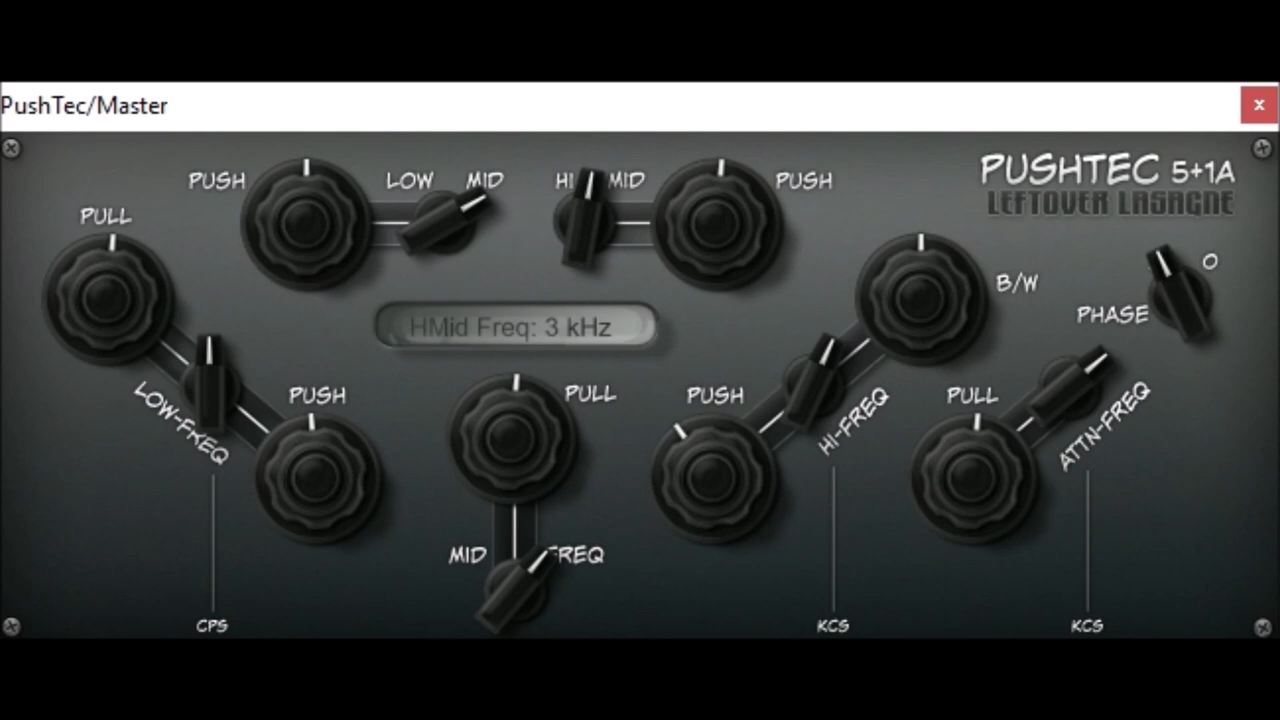 PushTec/Master
x
PUSHTEC 5+1A
LEFTOVER LASAGNE
PUSH
LOW MID
HI MID
PUSH
PULL
O
B/W
PHASE
HMid Freq: 3 kHz
LOW-FREQ
PUSH
PULL
PUSH
HI-FREQ
PULL
ATTN-FREQ
MID FREQ
CPS
KCS
KCS